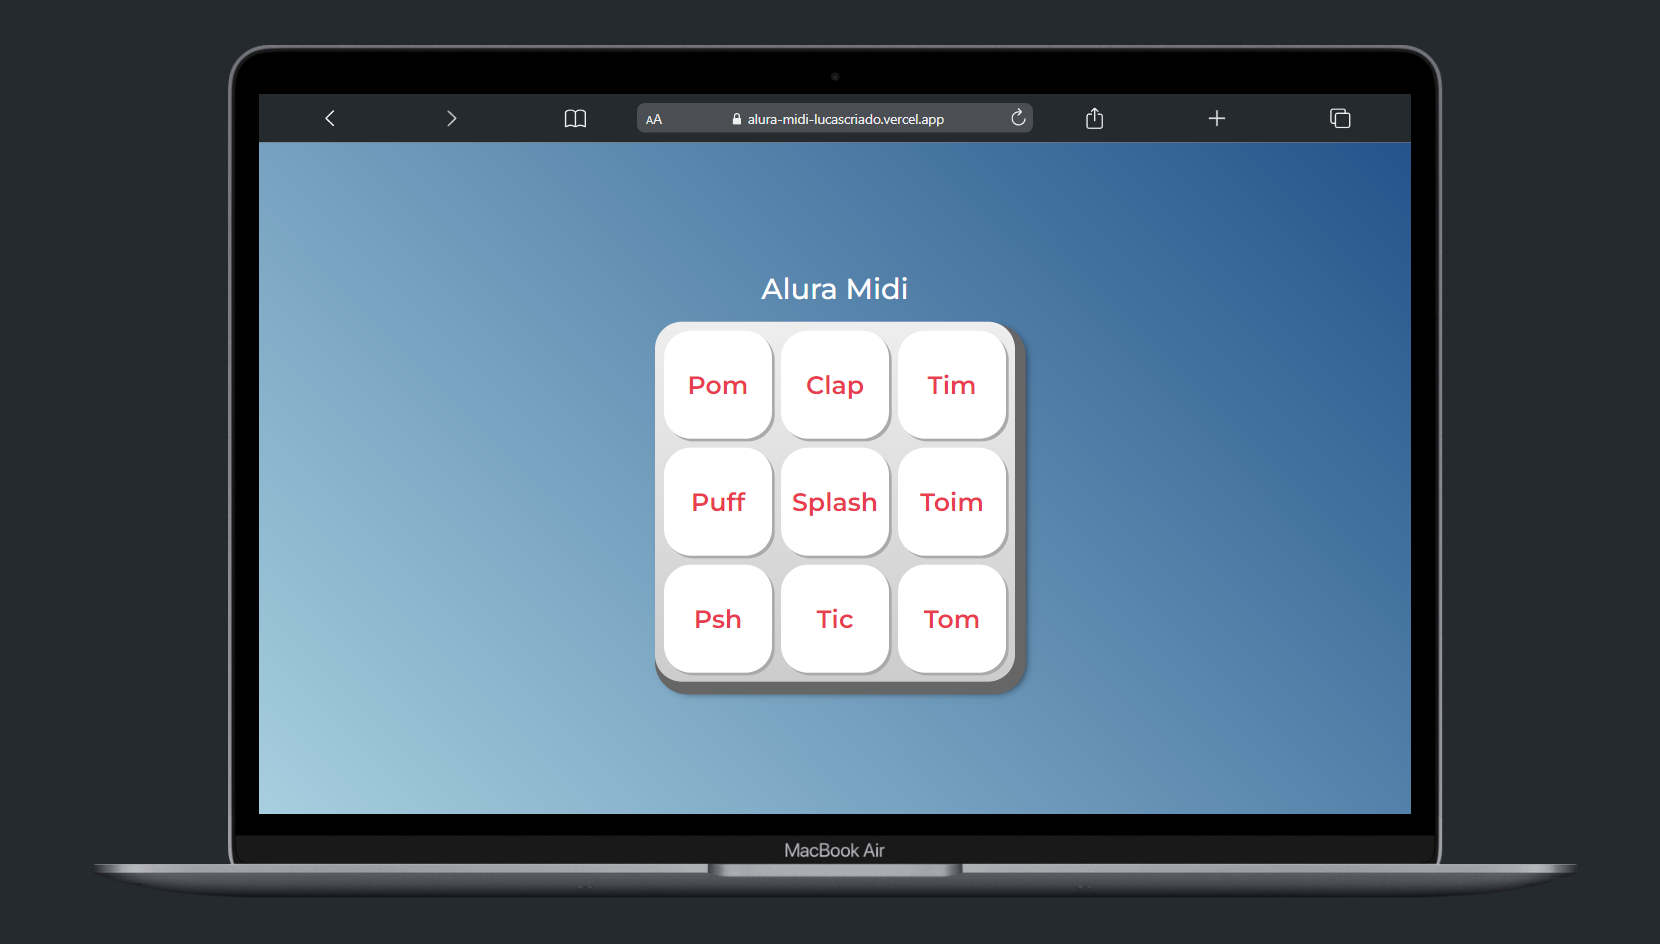 AA alura-midi-lucascriado.vercel.app
Alura Midi
Pom Clap Tim
Puff Splash Toim
Psh Tic Tom
MacBook Air